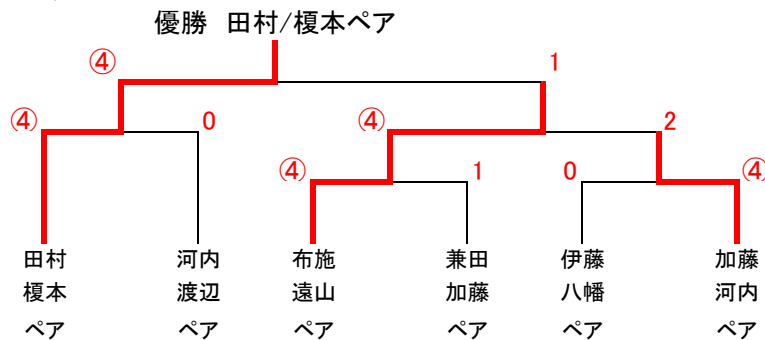 優勝 田村/榎本ペア
④ 1
④ 0 ④ 2
④ 1 0 ④
田村 河内 布施 兼田 伊藤 加藤
榎本 渡辺 遠山 加藤 八幡 河内
ペア ペア ペア ペア ペア ペア